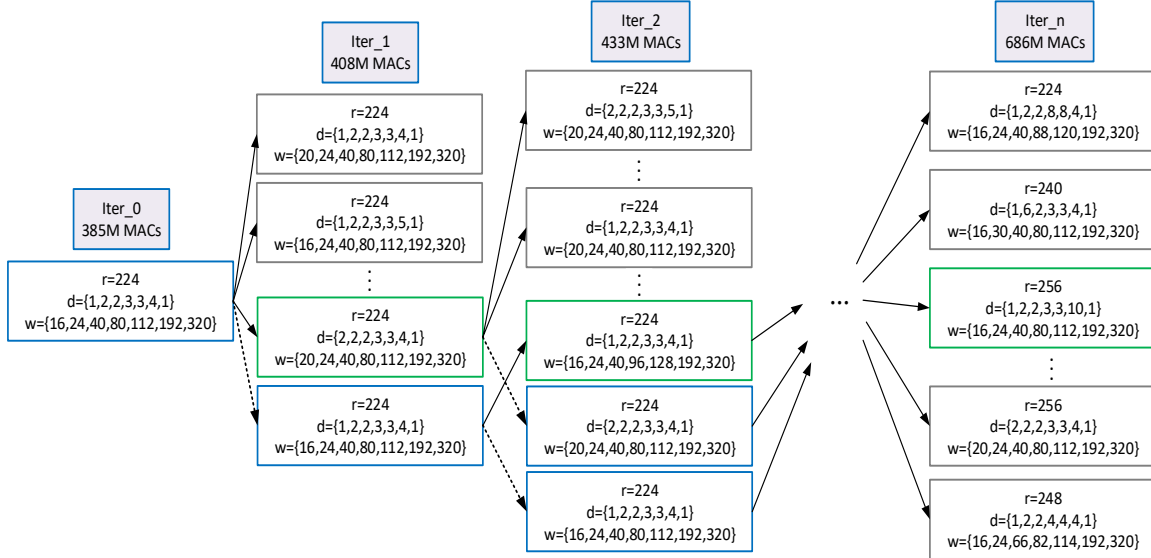 Iter_0
385M MACs
r=224
d={1,2,2,3,3,4,1}
w={16,24,40,80,112,192,320}
Iter_1
408M MACs
r=224
d={1,2,2,3,3,4,1}
w={20,24,40,80,112,192,320}
r=224
d={1,2,2,3,3,5,1}
w={16,24,40,80,112,192,320}
r=224
d={2,2,2,3,3,4,1}
w={20,24,40,80,112,192,320}
r=224
d={1,2,2,3,3,4,1}
w={16,24,40,80,112,192,320}
Iter_2
433M MACs
r=224
d={2,2,2,3,3,5,1}
w={20,24,40,80,112,192,320}
r=224
d={1,2,2,3,3,4,1}
w={20,24,40,80,112,192,320}
r=224
d={1,2,2,3,3,4,1}
w={16,24,40,96,128,192,320}
r=224
d={2,2,2,3,3,4,1}
w={20,24,40,80,112,192,320}
r=224
d={1,2,2,3,3,4,1}
w={16,24,40,80,112,192,320}
...
Iter_n
686M MACs
r=224
d={1,2,2,8,8,4,1}
w={16,24,40,88,120,192,320}
r=240
d={1,6,2,3,3,4,1}
w={16,30,40,80,112,192,320}
r=256
d={1,2,2,3,3,10,1}
w={16,24,40,80,112,192,320}
r=256
d={2,2,2,3,3,4,1}
w={20,24,40,80,112,192,320}
r=248
d={1,2,2,4,4,4,1}
w={16,24,66,82,114,192,320}